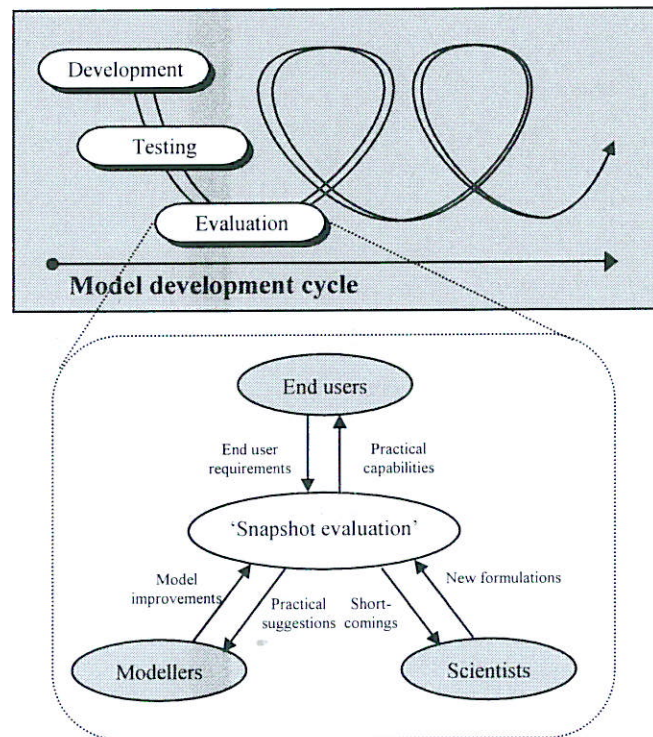 Development
Testing
Evaluation
Model development cycle
End users
End user
requirements
Practical
capabilities
‘Snapshot evaluation’
Model
improvements
Practical
suggestions
Short-
comings
New formulations
Modellers
Scientists